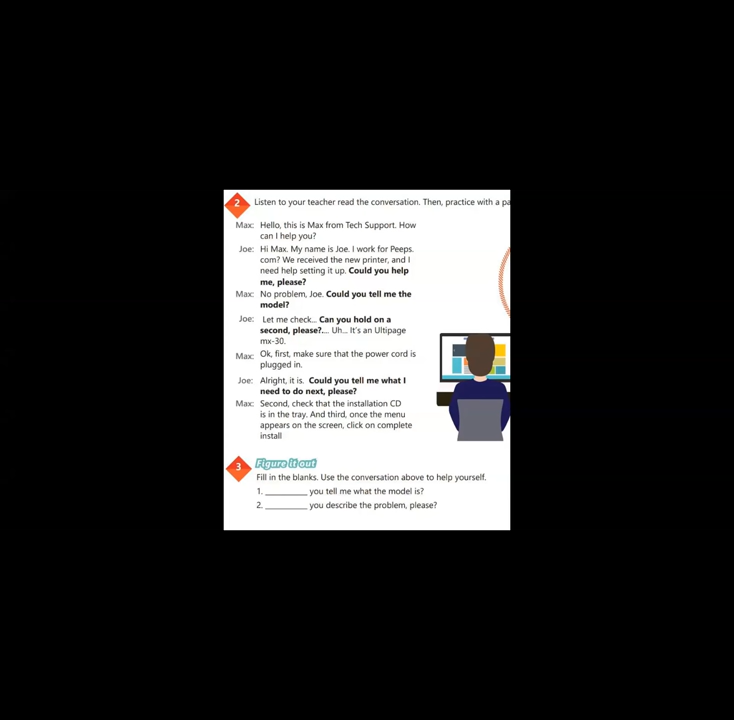 2 Listen to your teacher read the conversation. Then, practice with a pa
Max: Hello, this is Max from Tech Support. How
can I help you?
Joe: Hi Max. My name is Joe. I work for Peeps.
com? We received the new printer, and I
need help setting it up. Could you help
me, please?
Max: No problem, Joe. Could you tell me the
model?
Joe: Let me check... Can you hold on a
second, please?.... Uh... It's an Ultipage
mx-30.
Max: Ok, first, make sure that the power cord is
plugged in.
Joe: Alright, it is. Could you tell me what I
need to do next, please?
Max: Second, check that the installation CD
is in the tray. And third, once the menu
appears on the screen, click on complete
install
3 Figure it out
Fill in the blanks. Use the conversation above to help yourself.
1. _________ you tell me what the model is?
2. _________ you describe the problem, please?